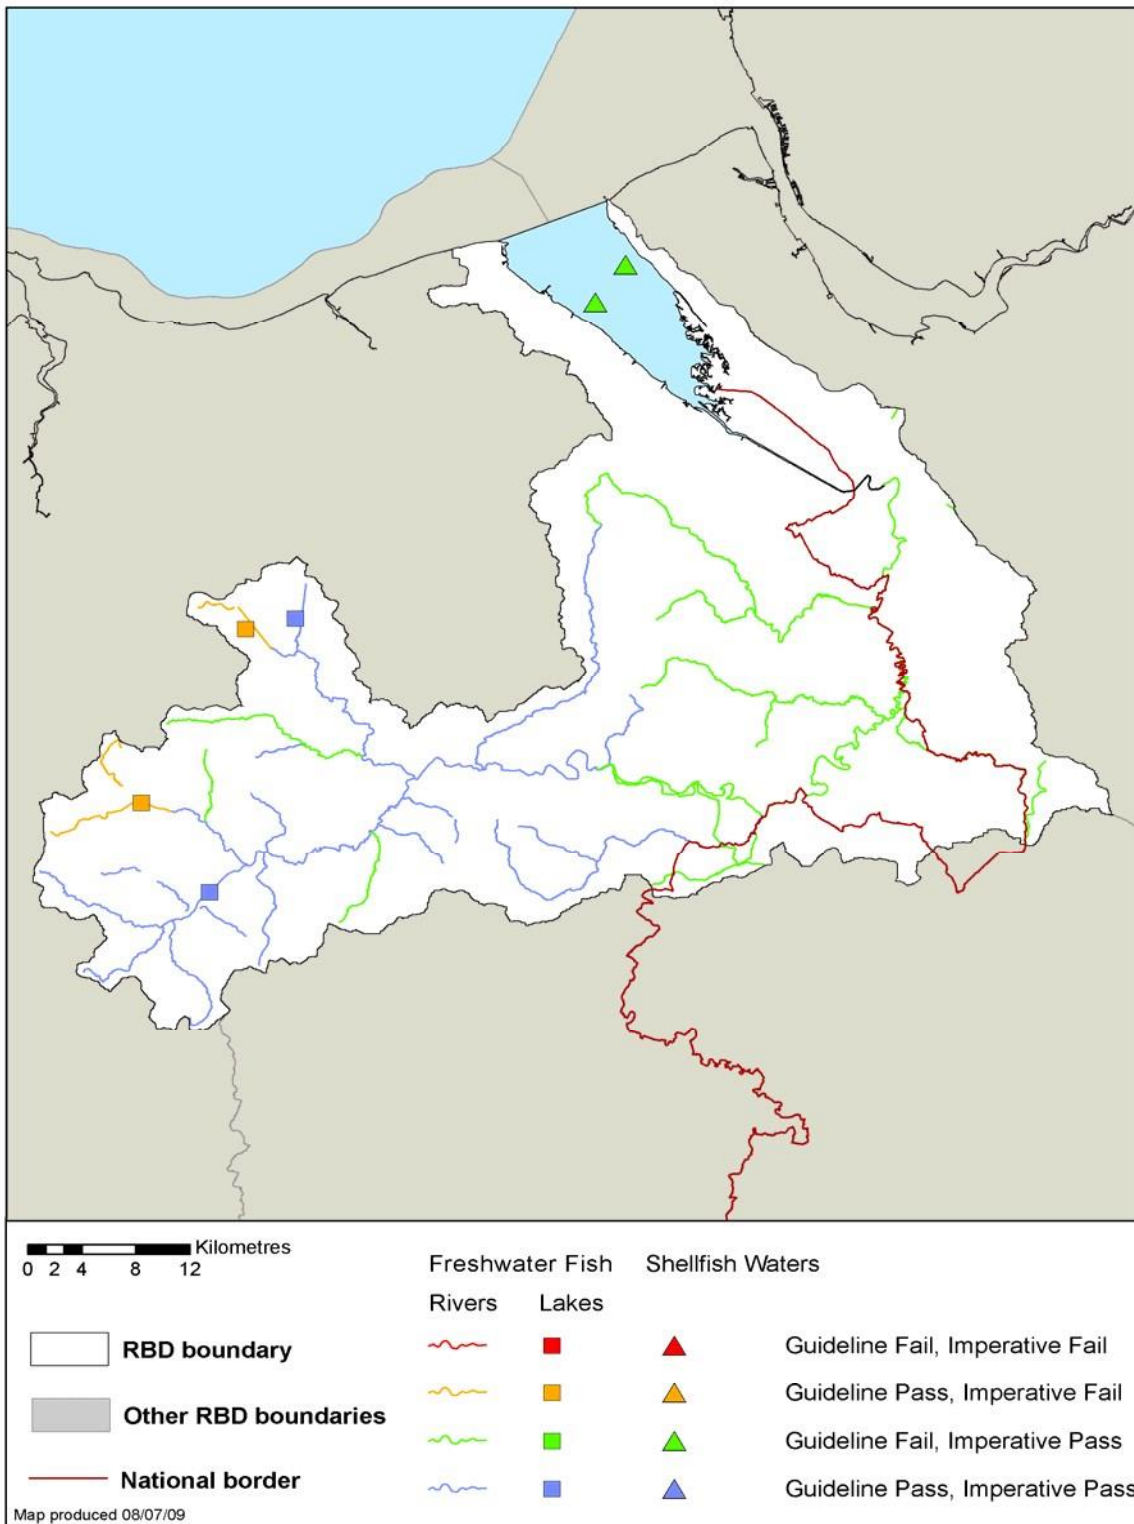 Kilometres
0 2 4 8 12
Freshwater Fish Shellfish Waters
Rivers Lakes
RBD boundary
Guideline Fail, Imperative Fail
Guideline Pass, Imperative Fail
Other RBD boundaries
Guideline Fail, Imperative Pass
National border
Guideline Pass, Imperative Pass
Map produced 08/07/09